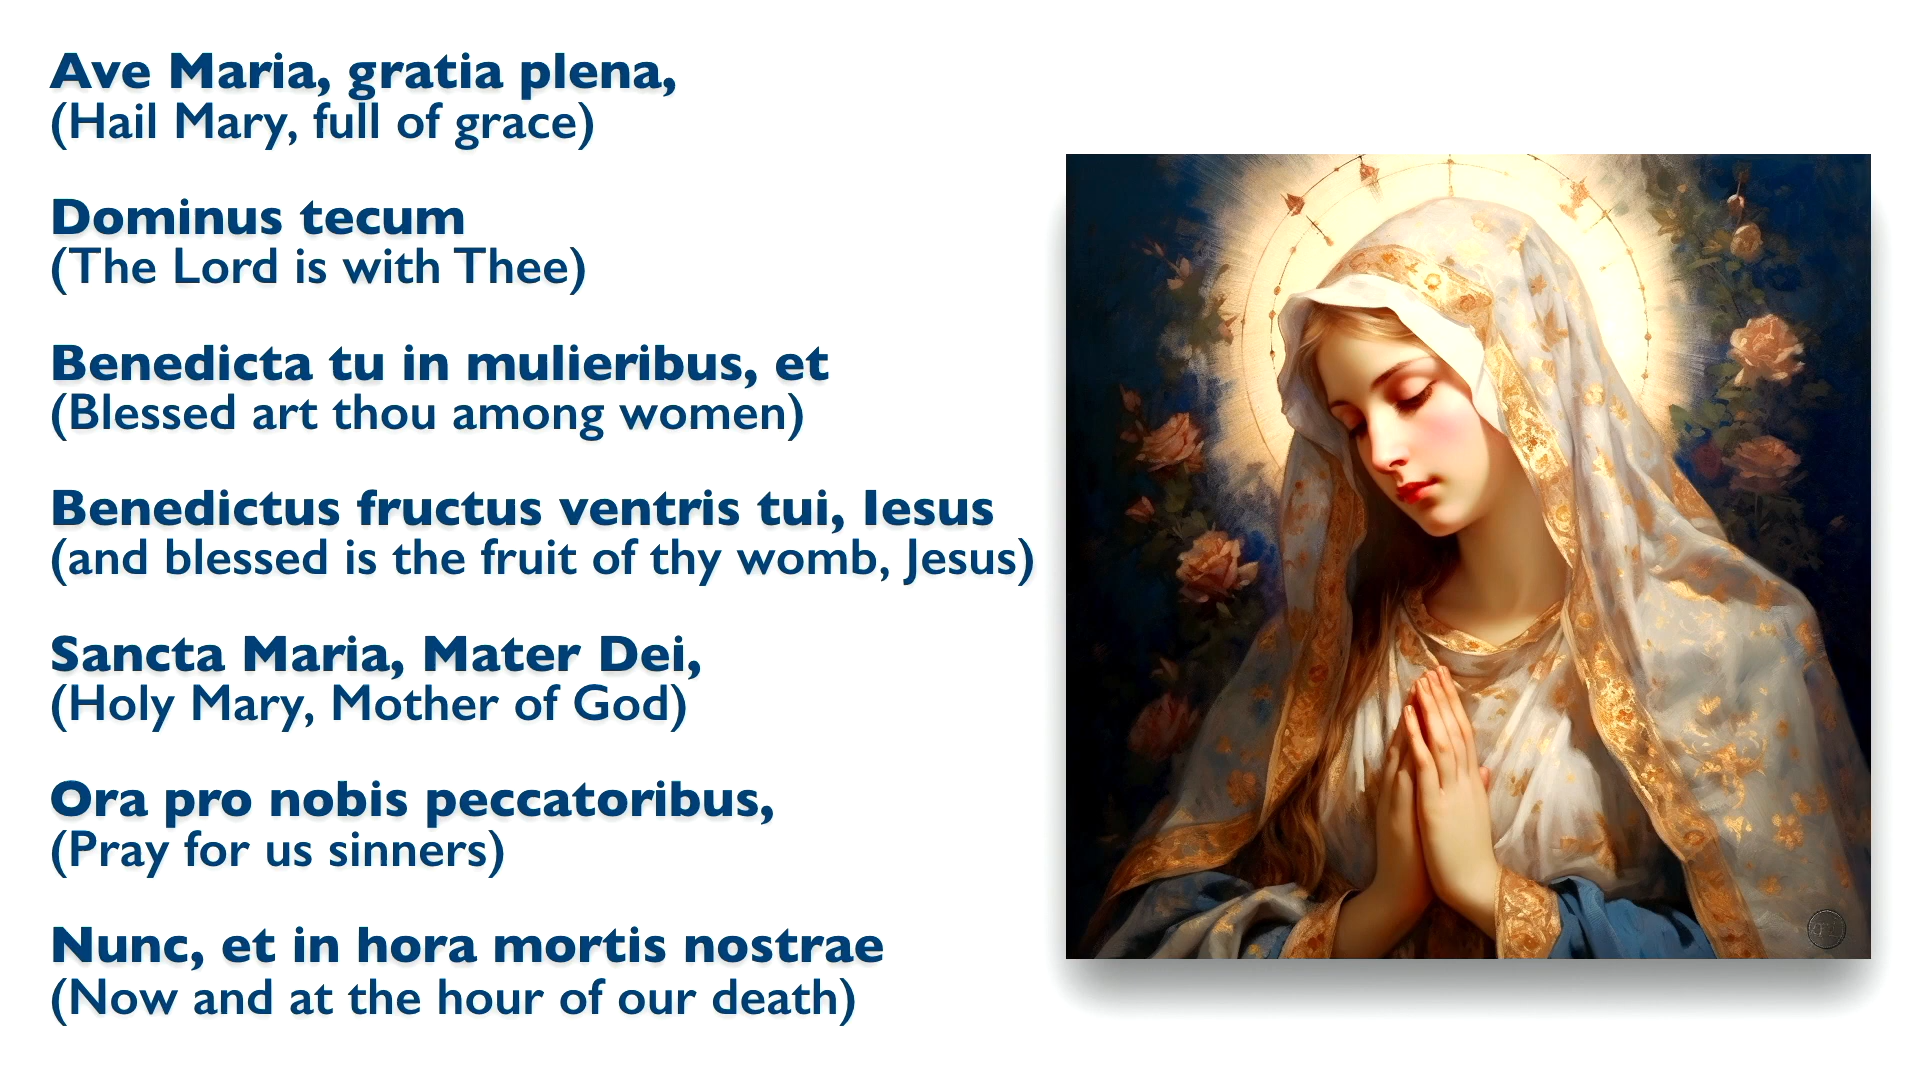 Ave Maria, gratia plena,
(Hail Mary, full of grace)
Dominus tecum
(The Lord is with Thee)
Benedicta tu in mulieribus, et
(Blessed art thou among women)
Benedictus fructus ventris tui, Iesus
(and blessed is the fruit of thy womb, Jesus)
Sancta Maria, Mater Dei,
(Holy Mary, Mother of God)
Ora pro nobis peccatoribus,
(Pray for us sinners)
Nunc, et in hora mortis nostrae
(Now and at the hour of our death)